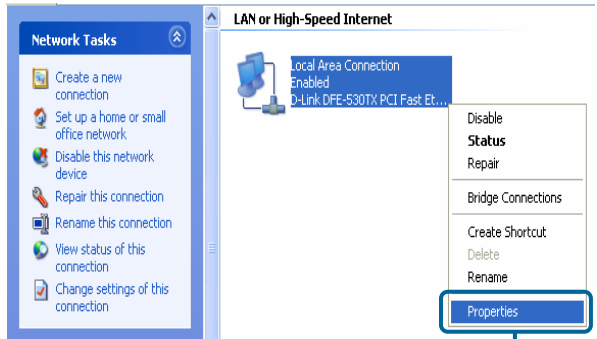 LAN or High-Speed Internet
Network Tasks
Create a new
connection
Set up a home or small
office network
Disable this network
device
Repair this connection
Rename this connection
View status of this
connection
Change settings of this
connection
Local Area Connection
Enabled
D-Link DFE-530TX PCI Fast Et...
Disable
Status
Repair
Bridge Connections
Create Shortcut
Delete
Rename
Properties